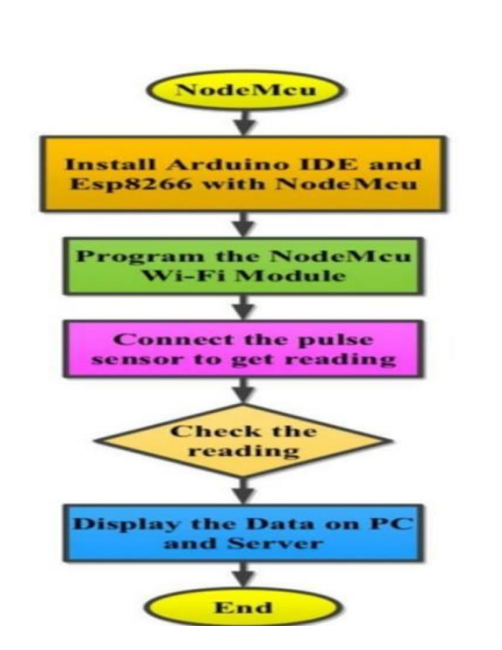 NodeMcu
Install Arduino IDE and
Esp8266 with NodeMcu
Program the NodeMcu
Wi-Fi Module
Connect the pulse
sensor to get reading
Check the
reading
Display the Data on PC
and Server
End